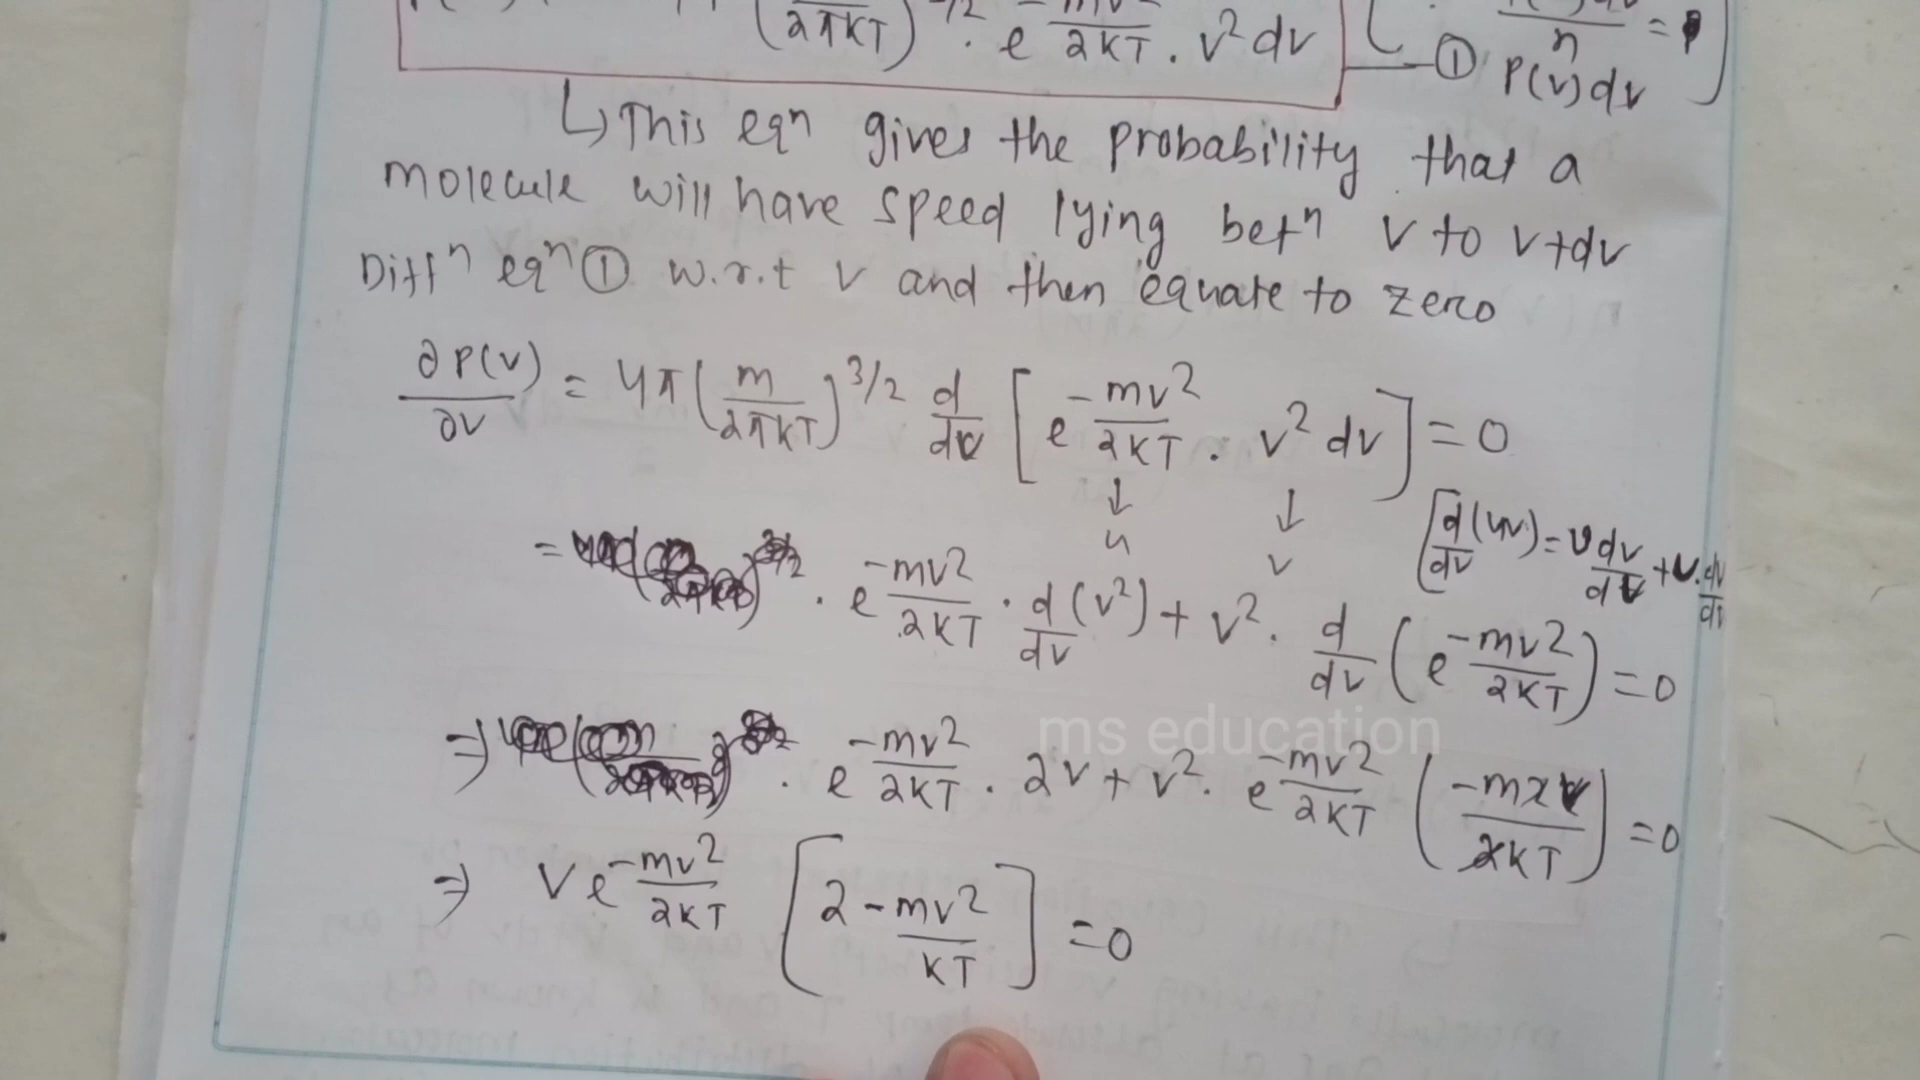 (2πKT) 3/2 . e -mv²/2KT . v² dv
n = P
— ① P(v)dv
↳ This eqⁿ gives the probability that a
molecule will have speed lying betⁿ v to v+dv
Diffⁿ eqⁿ ① w.r.t v and then equate to zero
∂P(v)/∂v = 4π (m/2πKT)^3/2 d/dv [e^-mv²/2KT . v² dv] = 0
↓ ↓
u v
[d/dv (uv) = u dv/dv + v. du/dv
= . e^-mv²/2KT . d/dv (v²) + v². d/dv (e^-mv²/2KT) = 0
ms education
⇒ . e^-mv²/2KT . 2v + v². e^-mv²/2KT (-m2v/2KT) = 0
⇒ v e^-mv²/2KT [2 - mv²/KT] = 0